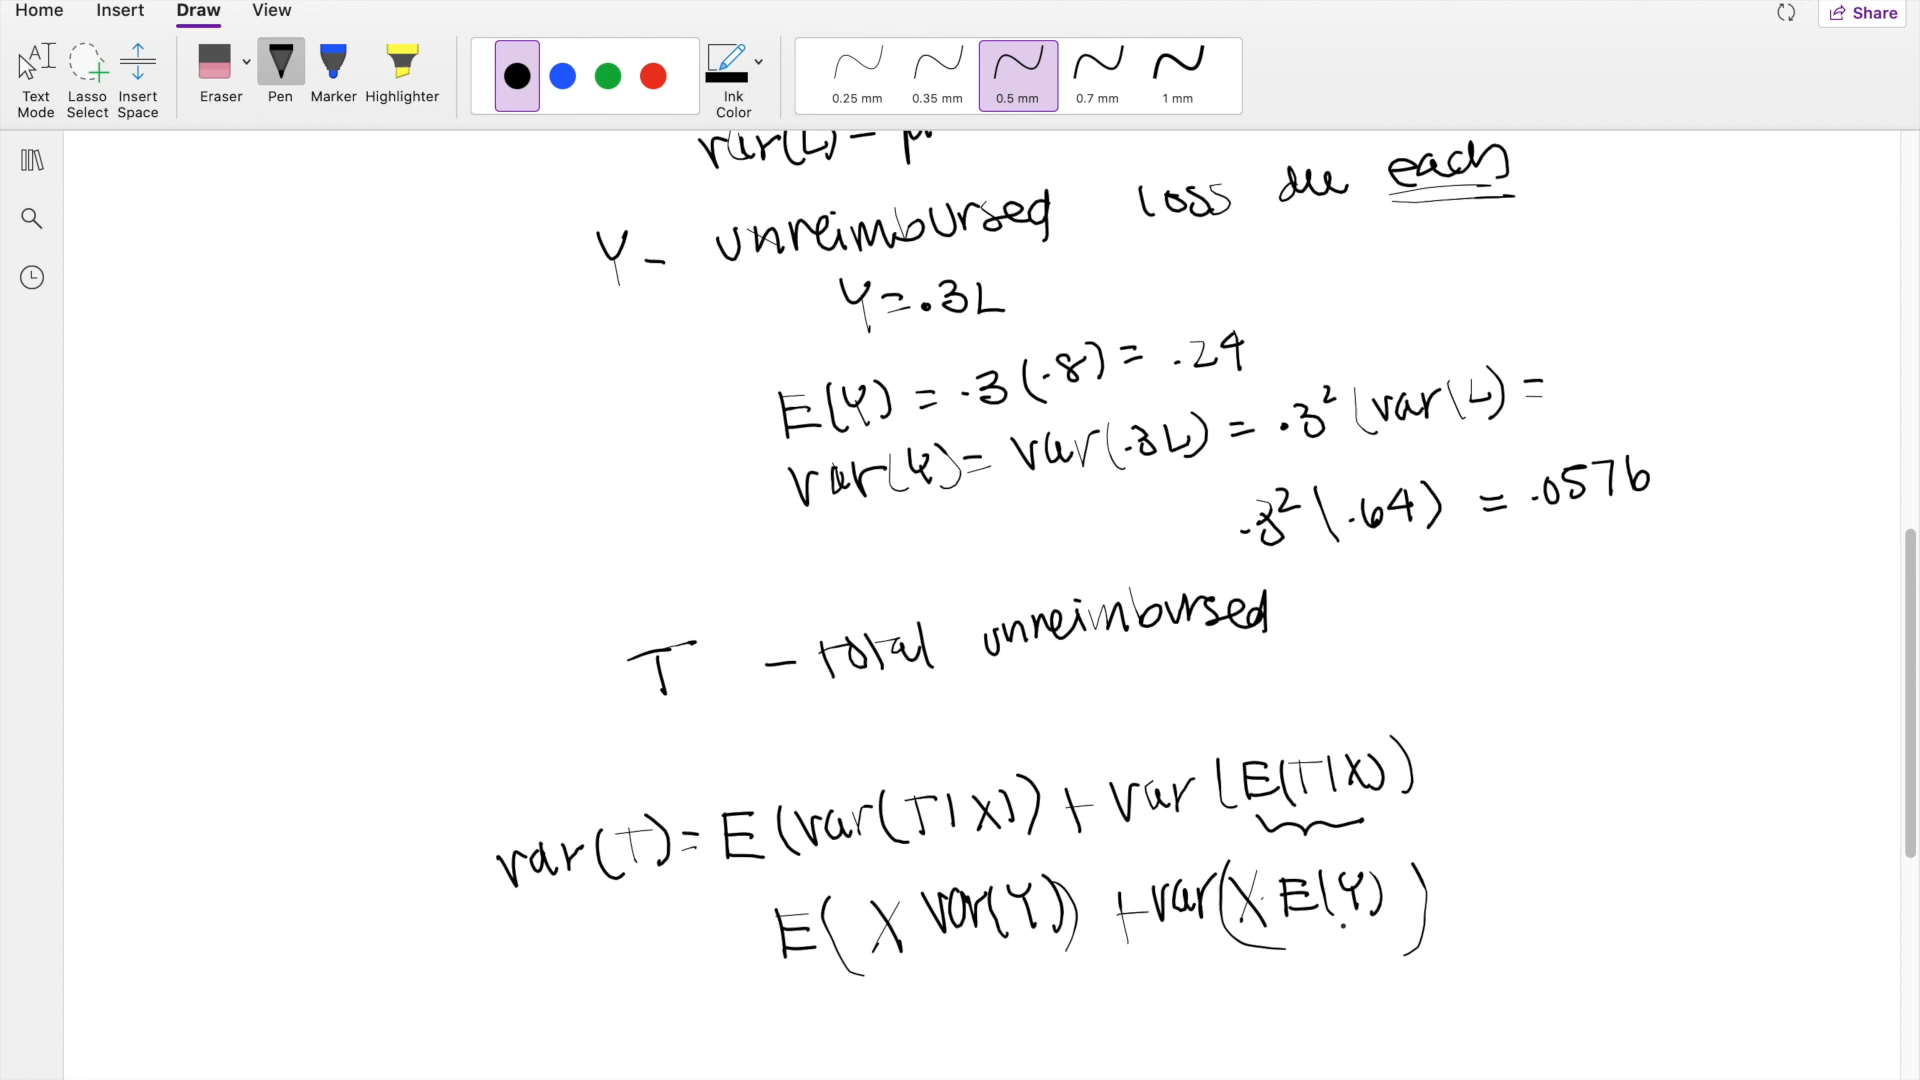 Home Insert Draw View
Share
Text Mode
Lasso Select
Insert Space
Eraser
Pen
Marker
Highlighter
Ink Color
0.25 mm
0.35 mm
0.5 mm
0.7 mm
1 mm
var(L) =
Y - unreimbursed loss due each
Y = .3L
E(Y) = .3(.8) = .24
var(Y) = var(.3L) = .3² (var(L) =
.3² (.64) = .0576
T - total unreimbursed
var(T) = E(var(T|X)) + var(E(T|X))
E(X var(Y)) + var(X·E(Y))